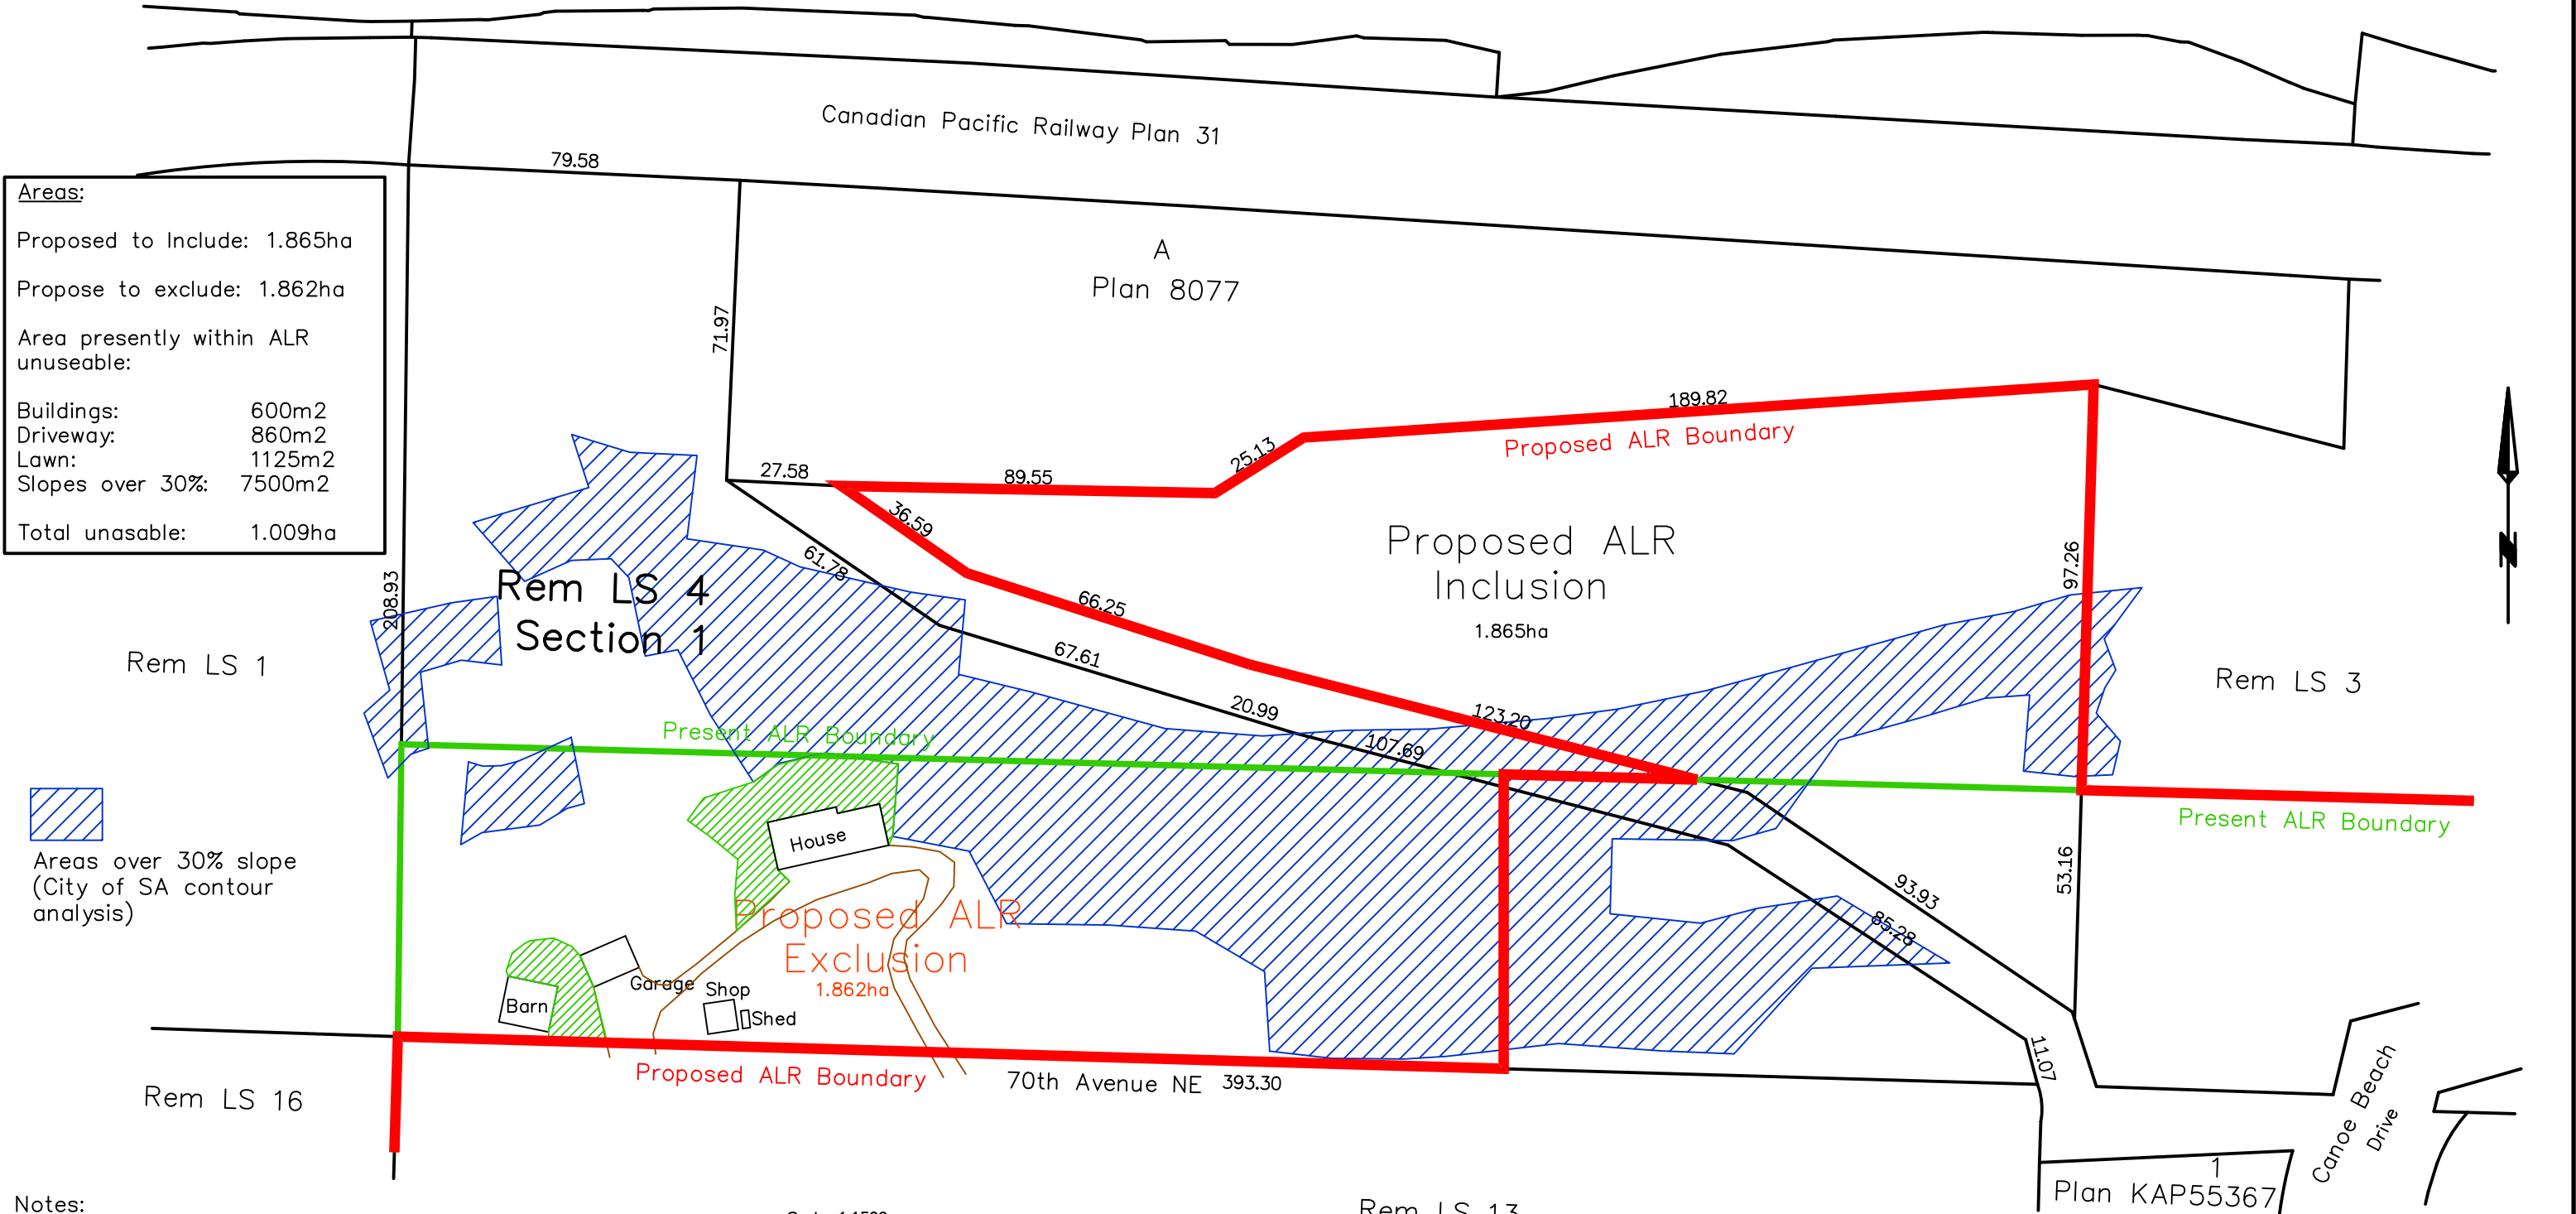 Canadian Pacific Railway Plan 31
79.58
Areas:
Proposed to Include: 1.865ha
Propose to exclude: 1.862ha
Area presently within ALR
unuseable:
Buildings: 600m2
Driveway: 860m2
Lawn: 1125m2
Slopes over 30%: 7500m2
Total unasable: 1.009ha
A
Plan 8077
71.97
189.82
Proposed ALR Boundary
25.13
27.58
89.55
36.59
61.78
Proposed ALR
Inclusion
1.865ha
97.26
208.93
Rem LS 4
Section 1
66.25
67.61
Rem LS 1
Rem LS 3
20.99
123.20
107.69
Present ALR Boundary
Present ALR Boundary
Areas over 30% slope
(City of SA contour
analysis)
House
53.16
93.93
85.28
Proposed ALR
Exclusion
1.862ha
Garage
Shop
Barn
Shed
11.07
Proposed ALR Boundary
70th Avenue NE 393.30
Rem LS 16
Canoe Beach
Drive
N
1
Plan KAP55367
Notes:
Rem LS 13